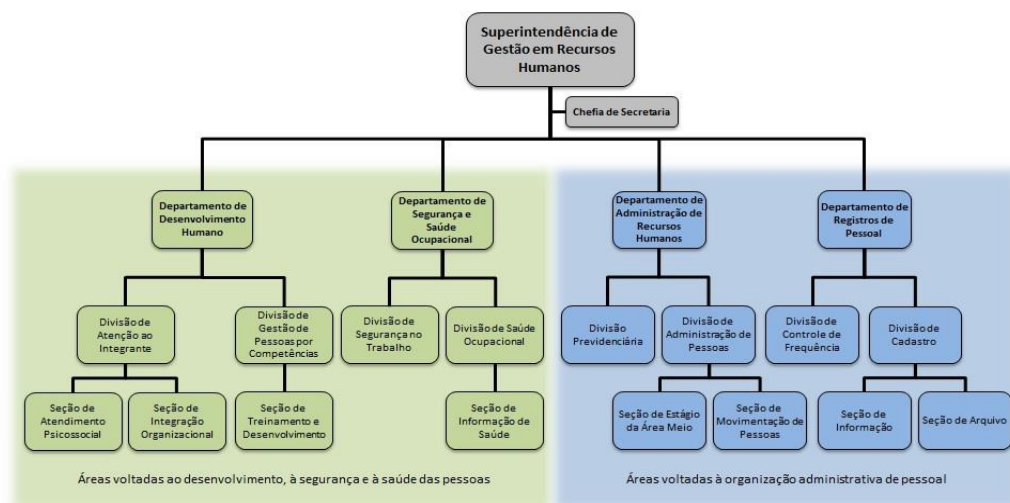 Superintendência de
Gestão em Recursos
Humanos
Chefia de Secretaria
Departamento de
Desenvolvimento
Humano
Departamento de
Segurança e
Saúde
Ocupacional
Departamento de
Administração de
Recursos
Humanos
Departamento de
Registros de
Pessoal
Divisão de
Atenção ao
Integrante
Divisão de
Gestão de
Pessoas por
Competências
Divisão de
Segurança no
Trabalho
Divisão de Saúde
Ocupacional
Divisão
Previdenciária
Divisão de
Administração de
Pessoas
Divisão de
Controle de
Frequência
Divisão de
Cadastro
Seção de
Atendimento
Psicossocial
Seção de
Integração
Organizacional
Seção de
Treinamento e
Desenvolvimento
Seção de
Informação de
Saúde
Seção de Estágio
da Área Meio
Seção de
Movimentação de
Pessoas
Seção de
Informação
Seção de Arquivo
Áreas voltadas ao desenvolvimento, à segurança e à saúde das pessoas
Áreas voltadas à organização administrativa de pessoal